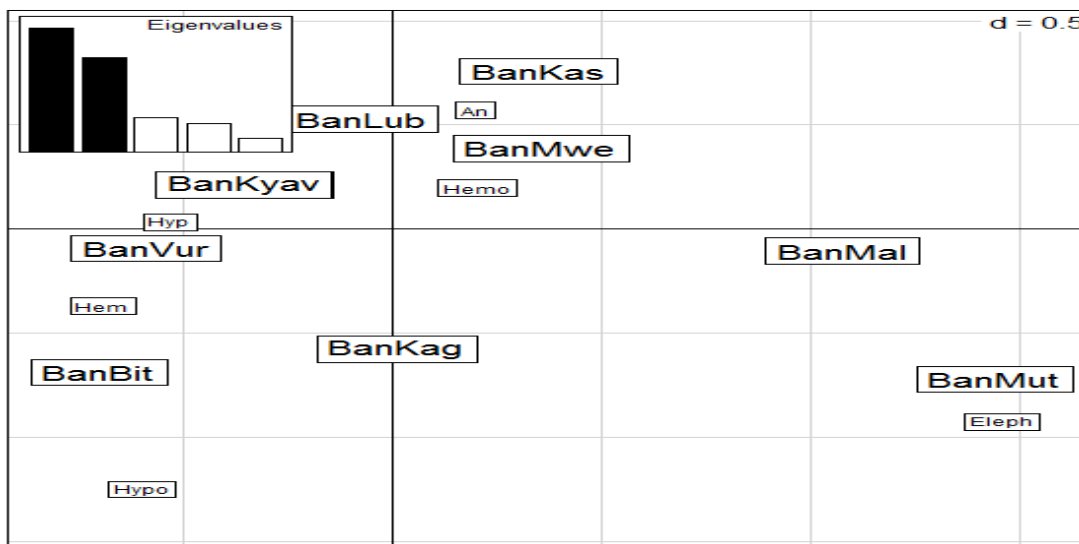 Eigenvalues
d = 0.5
BanKas
An
BanLub
BanMwe
BanKyav
Hemo
Hyp
BanVur
BanMal
Hem
BanKag
BanBit
BanMut
Eleph
Hypo